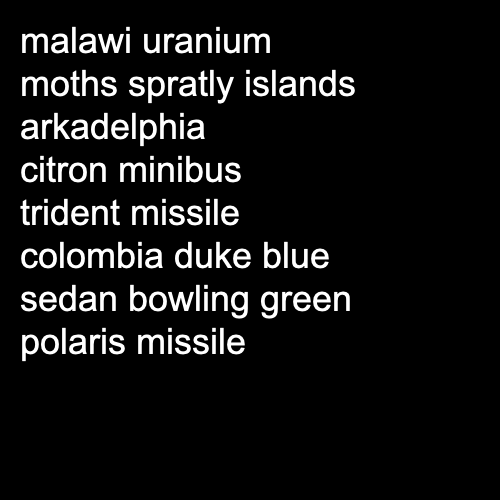 malawi uranium
moths spratly islands
arkadelphia
citron minibus
trident missile
colombia duke blue
sedan bowling green
polaris missile